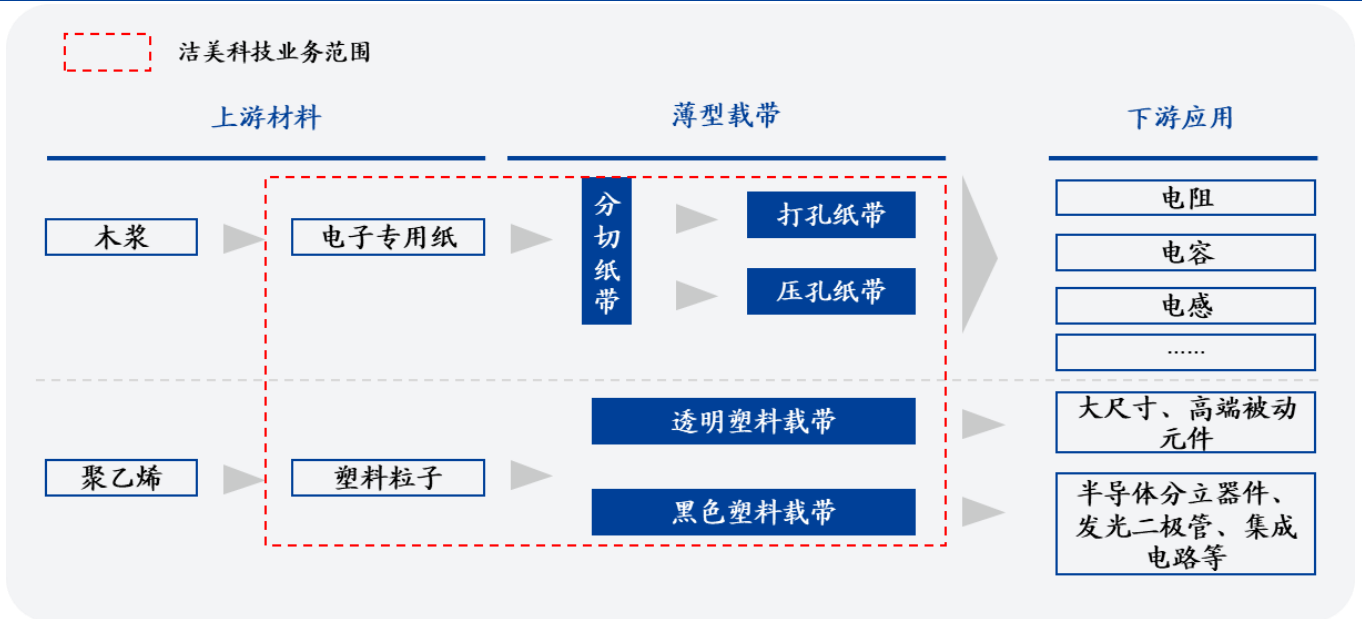 洁美科技业务范围
上游材料
薄型载带
下游应用
木浆
电子专用纸
分
切
纸
带
打孔纸带
压孔纸带
电阻
电容
电感
……
聚乙烯
塑料粒子
透明塑料载带
黑色塑料载带
大尺寸、高端被动
元件
半导体分立器件、
发光二极管、集成
电路等